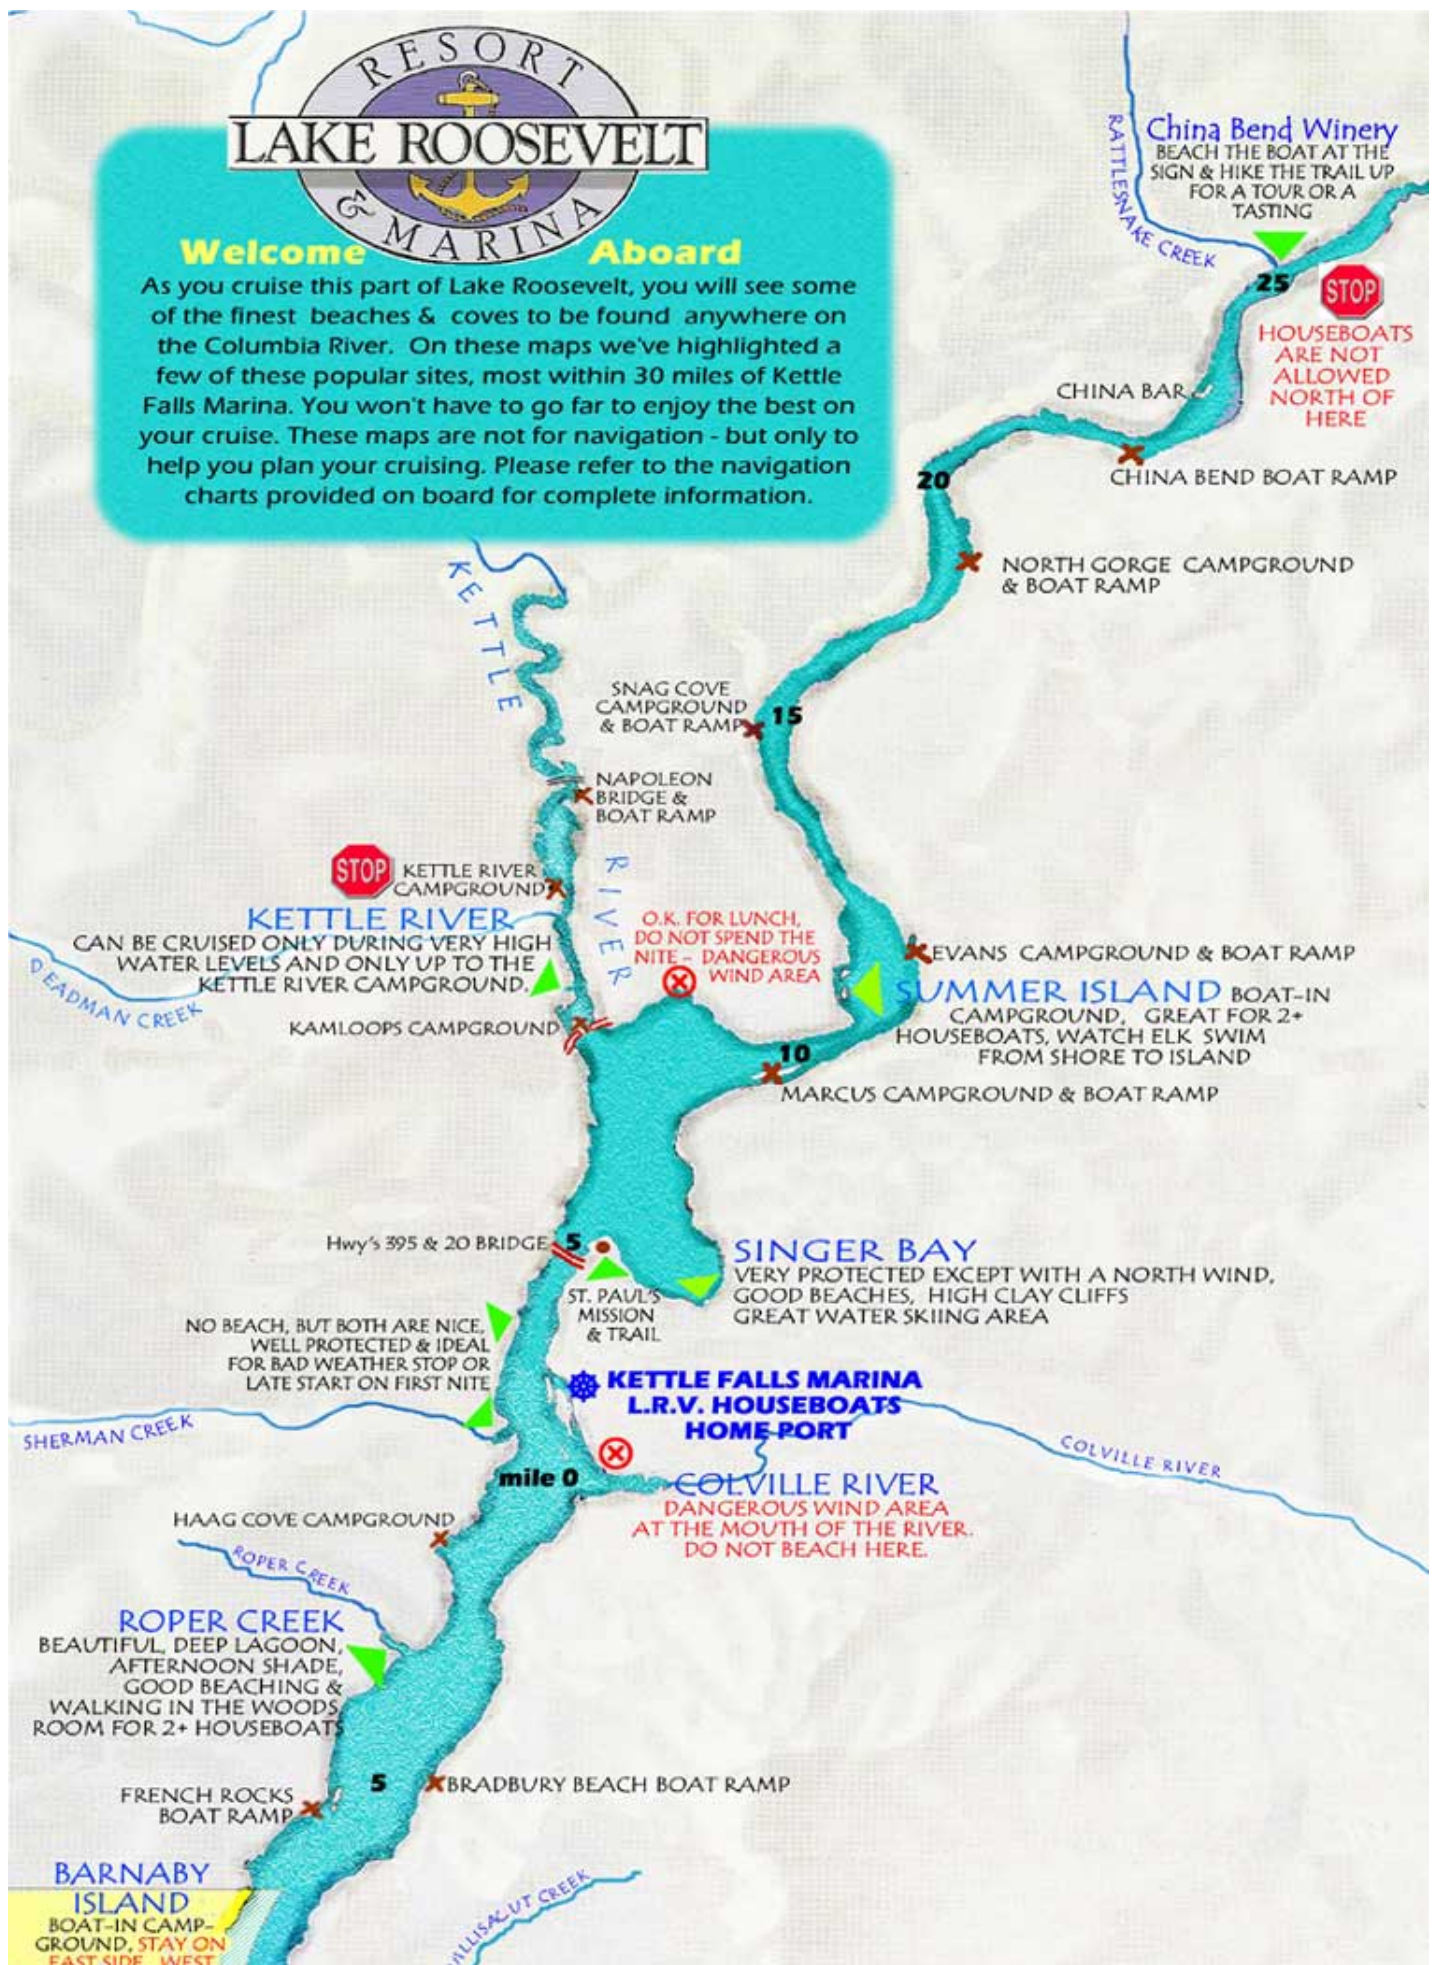 RESORT
LAKE ROOSEVELT
& MARINA
Welcome Aboard
As you cruise this part of Lake Roosevelt, you will see some
of the finest beaches & coves to be found anywhere on
the Columbia River. On these maps we've highlighted a
few of these popular sites, most within 30 miles of Kettle
Falls Marina. You won't have to go far to enjoy the best on
your cruise. These maps are not for navigation - but only to
help you plan your cruising. Please refer to the navigation
charts provided on board for complete information.
RATTLESNAKE CREEK
China Bend Winery
BEACH THE BOAT AT THE
SIGN & HIKE THE TRAIL UP
FOR A TOUR OR A
TASTING
25
STOP
HOUSEBOATS
ARE NOT
ALLOWED
NORTH OF
HERE
CHINA BAR
CHINA BEND BOAT RAMP
20
NORTH GORGE CAMPGROUND
& BOAT RAMP
KETTLE
RIVER
SNAG COVE
CAMPGROUND
& BOAT RAMP
15
NAPOLEON
BRIDGE &
BOAT RAMP
STOP
KETTLE RIVER
CAMPGROUND
KETTLE RIVER
CAN BE CRUISED ONLY DURING VERY HIGH
WATER LEVELS AND ONLY UP TO THE
KETTLE RIVER CAMPGROUND.
DEADMAN CREEK
KAMLOOPS CAMPGROUND
O.K. FOR LUNCH,
DO NOT SPEND THE
NITE - DANGEROUS
WIND AREA
EVANS CAMPGROUND & BOAT RAMP
SUMMER ISLAND BOAT-IN
CAMPGROUND, GREAT FOR 2+
HOUSEBOATS, WATCH ELK SWIM
FROM SHORE TO ISLAND
10
MARCUS CAMPGROUND & BOAT RAMP
Hwy's 395 & 20 BRIDGE
5
ST. PAUL'S
MISSION
& TRAIL
SINGER BAY
VERY PROTECTED EXCEPT WITH A NORTH WIND,
GOOD BEACHES, HIGH CLAY CLIFFS
GREAT WATER SKIING AREA
NO BEACH, BUT BOTH ARE NICE,
WELL PROTECTED & IDEAL
FOR BAD WEATHER STOP OR
LATE START ON FIRST NITE
KETTLE FALLS MARINA
L.R.V. HOUSEBOATS
HOME PORT
SHERMAN CREEK
COLVILLE RIVER
mile 0
COLVILLE RIVER
DANGEROUS WIND AREA
AT THE MOUTH OF THE RIVER.
DO NOT BEACH HERE.
HAAG COVE CAMPGROUND
ROPER CREEK
ROPER CREEK
BEAUTIFUL, DEEP LAGOON,
AFTERNOON SHADE,
GOOD BEACHING &
WALKING IN THE WOODS
ROOM FOR 2+ HOUSEBOATS
5
BRADBURY BEACH BOAT RAMP
FRENCH ROCKS
BOAT RAMP
BARNABY
ISLAND
BOAT-IN CAMP-
GROUND, STAY ON
EAST SIDE WEST
CREEK